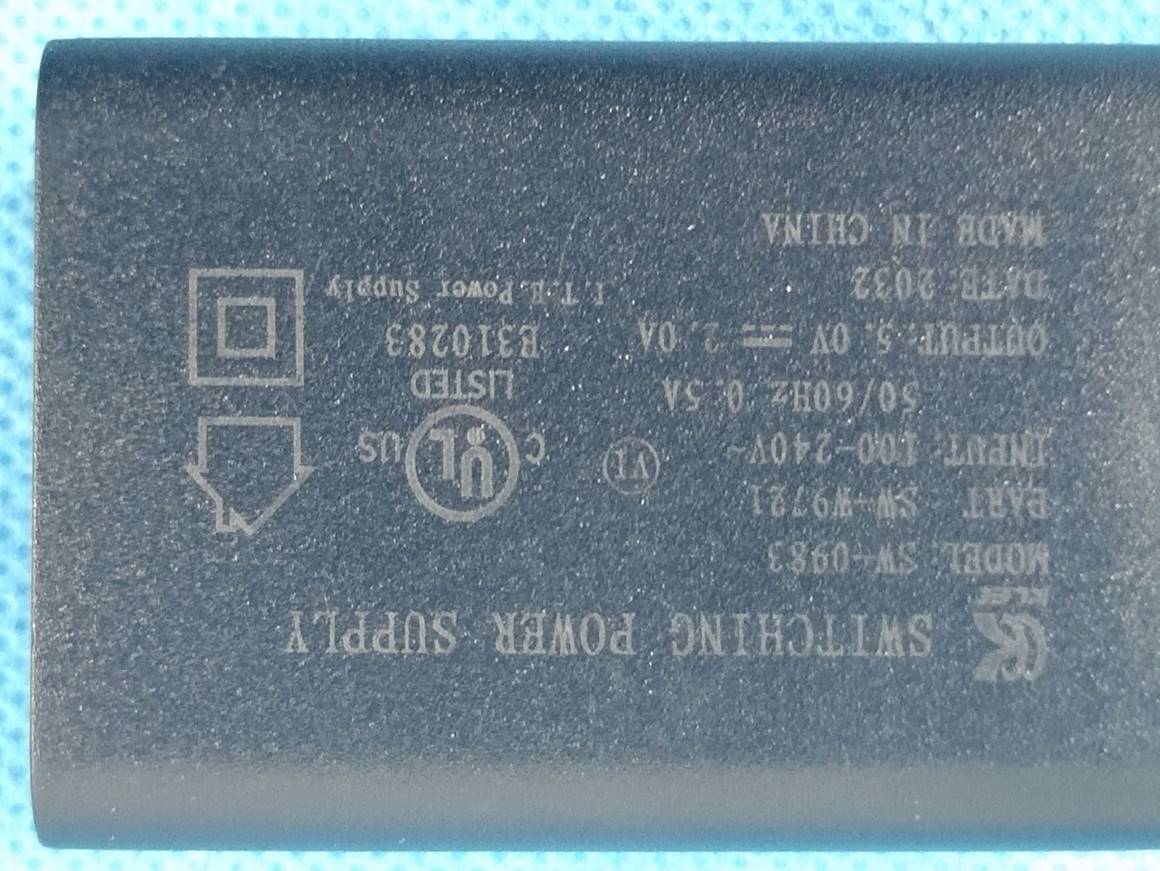 SWITCHING POWER SUPPLY
MODEL: SW-0983
PART: SW-W9721
INPUT: 100-240V~
50/60Hz 0.5A
OUTPUT: 5.0V ⎓ 2.0A
DATE: 2032
MADE IN CHINA
VI
C UL US
LISTED
E310283
I.T.E.Power Supply